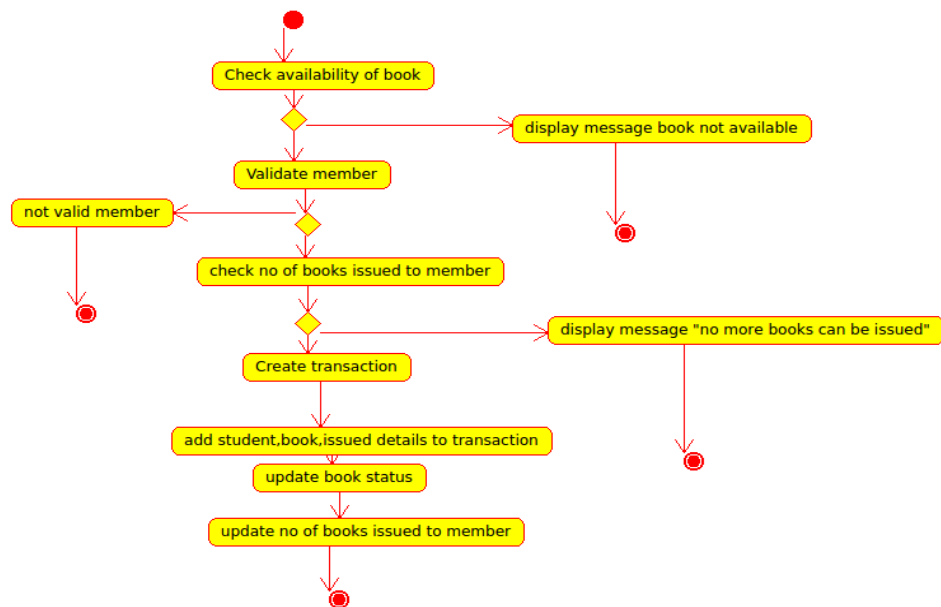 Check availability of book
display message book not available
Validate member
not valid member
check no of books issued to member
display message "no more books can be issued"
Create transaction
add student,book,issued details to transaction
update book status
update no of books issued to member